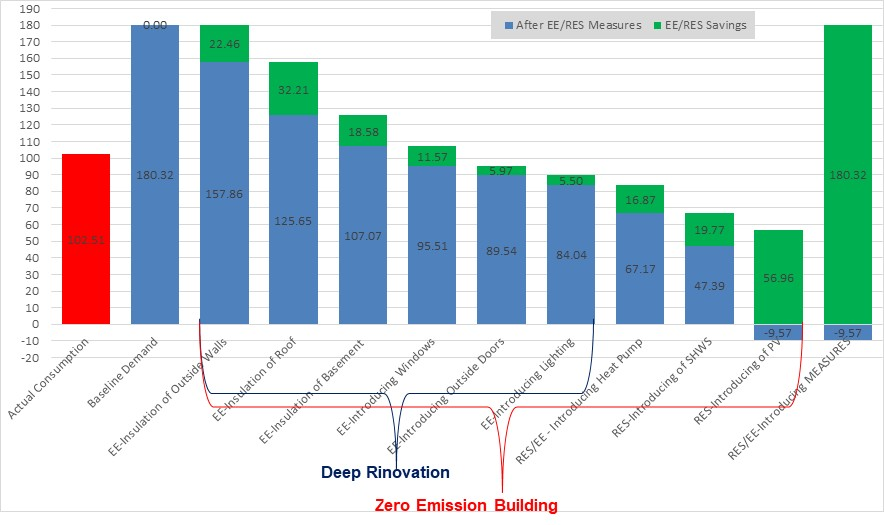 190
180
170
160
150
140
130
120
110
100
90
80
70
60
50
40
30
20
10
0
-10
-20
After EE/RES Measures
EE/RES Savings
0.00
22.46
32.21
18.58
11.57
5.97
5.50
16.87
19.77
56.96
180.32
102.51
180.32
157.86
125.65
107.07
95.51
89.54
84.04
67.17
47.39
-9.57
-9.57
Actual Consumption
Baseline Demand
EE-Insulation of Outside Walls
EE-Insulation of Roof
EE-Insulation of Basement
EE-Introducing Windows
EE-Introducing Outside Doors
EE-Introducing Lighting
RES/EE - Introducing Heat Pump
RES-Introducing of SHWS
RES-Introducing of PV
RES/EE-Introducing MEASURES
Deep Rinovation
Zero Emission Building